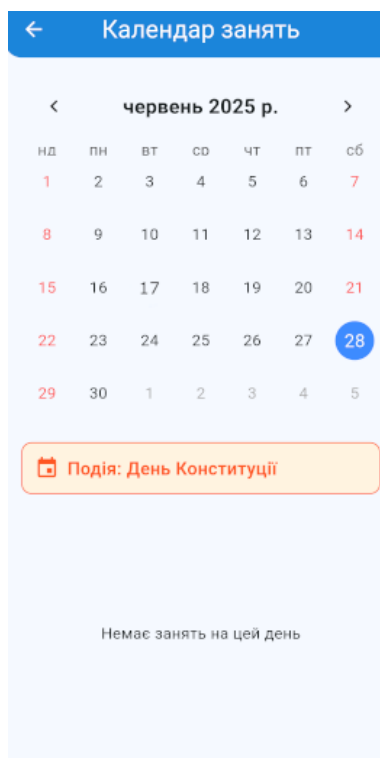 Календар занять
червень 2025 р.
нд пн вт ср чт пт сб
1 2 3 4 5 6 7
8 9 10 11 12 13 14
15 16 17 18 19 20 21
22 23 24 25 26 27 28
29 30 1 2 3 4 5
Подія: День Конституції
Немає занять на цей день